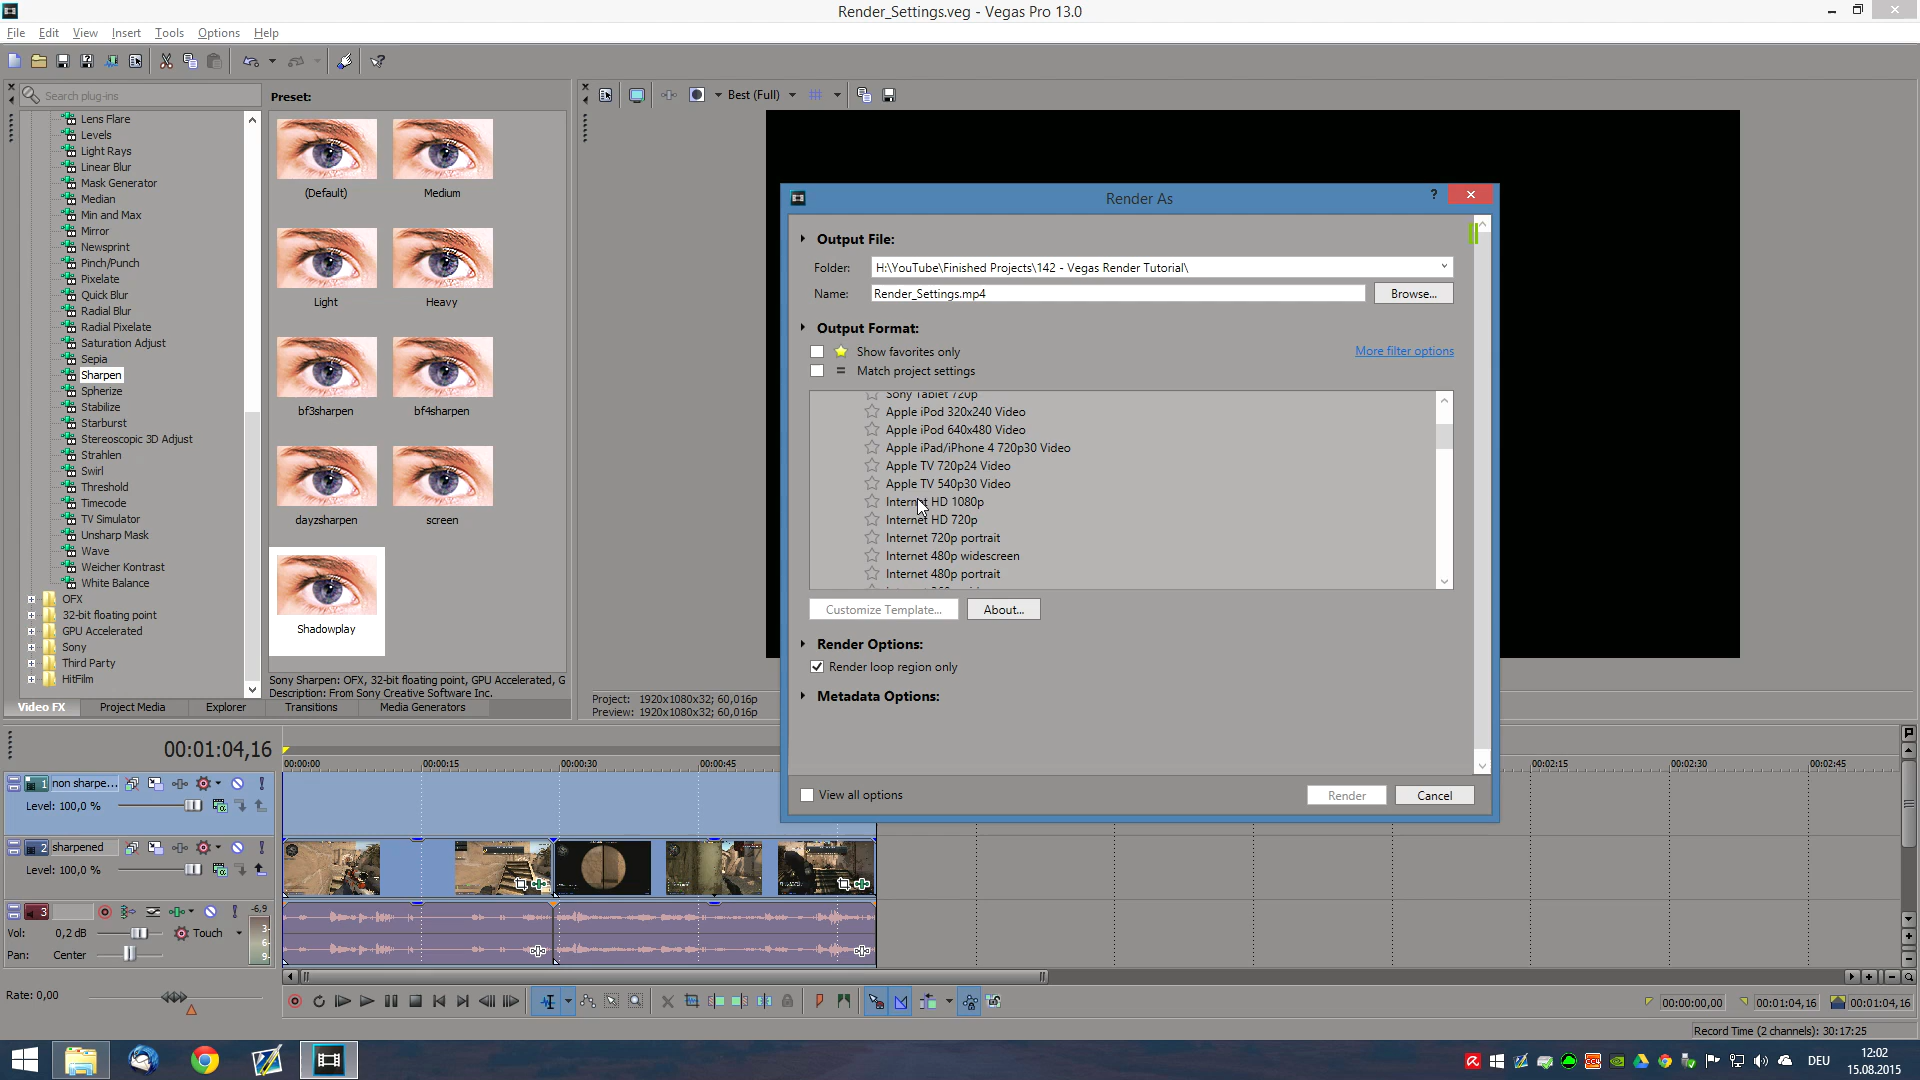 Render_Settings.veg - Vegas Pro 13.0
File Edit View Insert Tools Options Help
Search plug-ins
Lens Flare
Levels
Light Rays
Linear Blur
Mask Generator
Median
Min and Max
Mirror
Newsprint
Pinch/Punch
Pixelate
Quick Blur
Radial Blur
Radial Pixelate
Saturation Adjust
Sepia
Sharpen
Spherize
Stabilize
Starburst
Stereoscopic 3D Adjust
Strahlen
Swirl
Threshold
Timecode
TV Simulator
Unsharp Mask
Wave
Weicher Kontrast
White Balance
OFX
32-bit floating point
GPU Accelerated
Sony
Third Party
HitFilm
Preset:
(Default) Medium
Light Heavy
bf3sharpen bf4sharpen
dayzsharpen screen
Shadowplay
Sony Sharpen: OFX, 32-bit floating point, GPU Accelerated, G
Description: From Sony Creative Software Inc.
Video FX Project Media Explorer Transitions Media Generators
Best (Full)
Project: 1920x1080x32; 60,016p
Preview: 1920x1080x32; 60,016p
Render As
Output File:
Folder: H:\YouTube\Finished Projects\142 - Vegas Render Tutorial\
Name: Render_Settings.mp4 Browse...
Output Format:
Show favorites only More filter options
Match project settings
Sony Tablet 720p
Apple iPod 320x240 Video
Apple iPod 640x480 Video
Apple iPad/iPhone 4 720p30 Video
Apple TV 720p24 Video
Apple TV 540p30 Video
Internet HD 1080p
Internet HD 720p
Internet 720p portrait
Internet 480p widescreen
Internet 480p portrait
Customize Template... About...
Render Options:
Render loop region only
Metadata Options:
View all options Render Cancel
00:01:04,16
00:00:00 00:00:15 00:00:30 00:00:45 00:02:15 00:02:30 00:02:45
1 non sharpe...
Level: 100,0 %
2 sharpened
Level: 100,0 %
3 -6,9
Vol: 0,2 dB Touch 3-
6-
Pan: Center 9-
Rate: 0,00
00:00:00,00 00:01:04,16 00:01:04,16
Record Time (2 channels): 30:17:25
DEU 12:02
15.08.2015